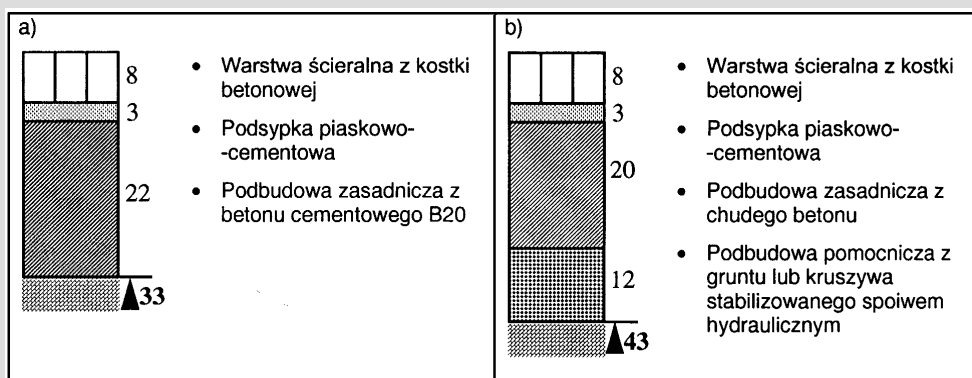 a)
8
3
22
33
• Warstwa ścieralna z kostki
betonowej
• Podsypka piaskowo-
-cementowa
• Podbudowa zasadnicza z
betonu cementowego B20
b)
8
3
20
12
43
• Warstwa ścieralna z kostki
betonowej
• Podsypka piaskowo-
-cementowa
• Podbudowa zasadnicza z
chudego betonu
• Podbudowa pomocnicza z
gruntu lub kruszywa
stabilizowanego spoiwem
hydraulicznym